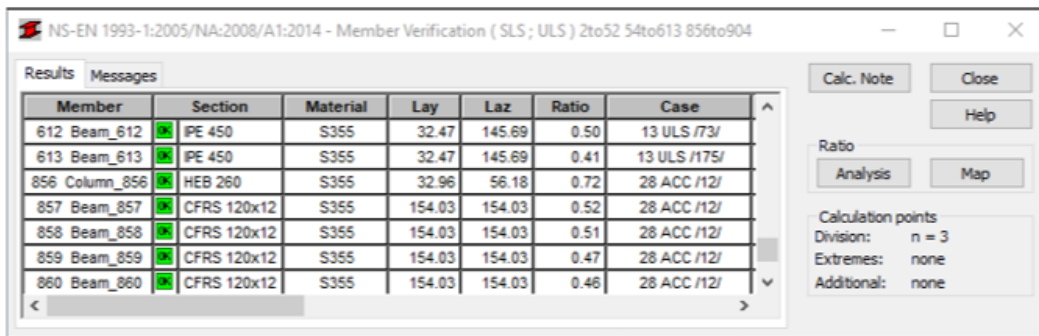 NS-EN 1993-1:2005/NA:2008/A1:2014 - Member Verification ( SLS ; ULS ) 2to52 54to613 856to904
Results Messages
Member Section Material Lay Laz Ratio Case
612 Beam_612 OK IPE 450 S355 32.47 145.69 0.50 13 ULS /73/
613 Beam_613 OK IPE 450 S355 32.47 145.69 0.41 13 ULS /175/
856 Column_856 OK HEB 260 S355 32.96 56.18 0.72 28 ACC /12/
857 Beam_857 OK CFRS 120x12 S355 154.03 154.03 0.52 28 ACC /12/
858 Beam_858 OK CFRS 120x12 S355 154.03 154.03 0.51 28 ACC /12/
859 Beam_859 OK CFRS 120x12 S355 154.03 154.03 0.47 28 ACC /12/
860 Beam_860 OK CFRS 120x12 S355 154.03 154.03 0.46 28 ACC /12/
Calc. Note Close
Help
Ratio
Analysis Map
Calculation points
Division: n = 3
Extremes: none
Additional: none